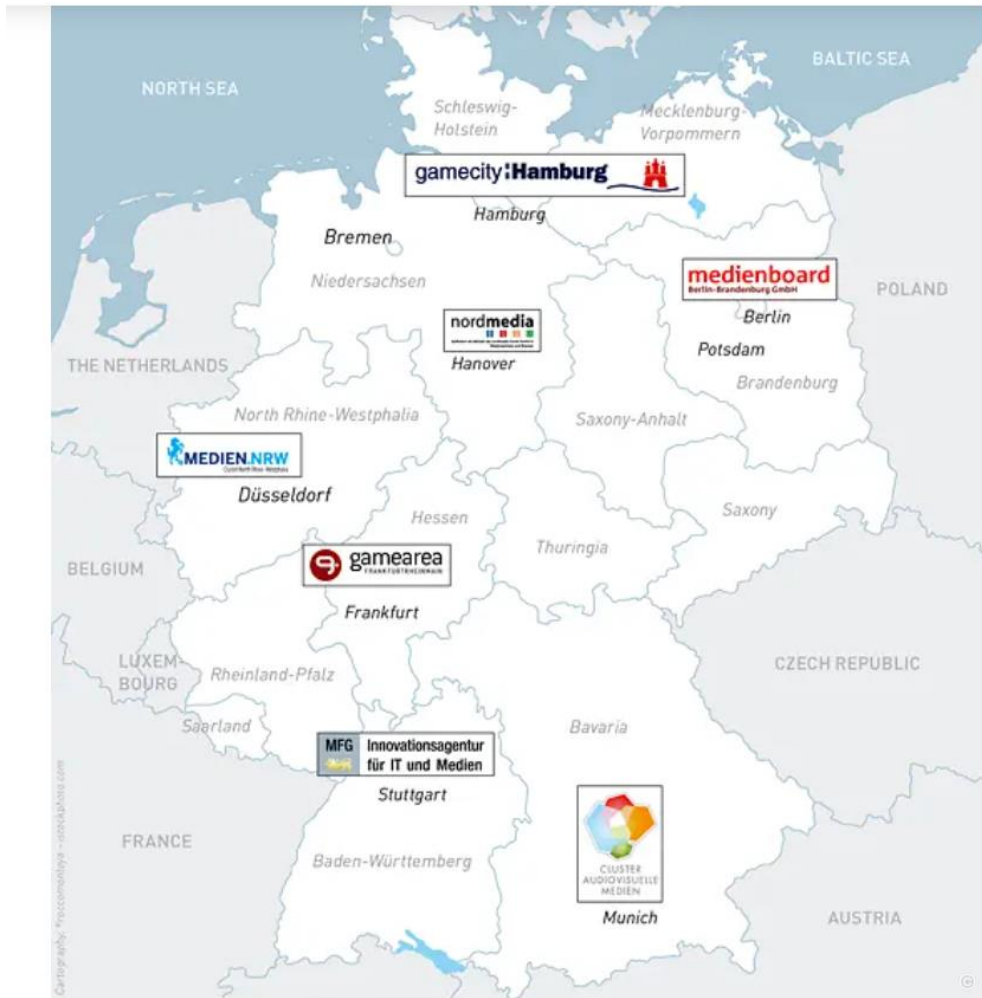 NORTH SEA
BALTIC SEA
Schleswig-
Holstein
Mecklenburg-
Vorpommern
gamecity:Hamburg
Hamburg
Bremen
Niedersachsen
medienboard
Berlin-Brandenburg GmbH
Berlin
POLAND
nordmedia
Hanover
Potsdam
THE NETHERLANDS
Brandenburg
North Rhine-Westphalia
Saxony-Anhalt
MEDIEN.NRW
Düsseldorf
Hessen
Saxony
Thuringia
gamearea
FRANKFURTRHEINMAIN
BELGIUM
Frankfurt
LUXEM-
BOURG
Rheinland-Pfalz
CZECH REPUBLIC
Saarland
Bavaria
MFG Innovationsagentur
für IT und Medien
Stuttgart
FRANCE
Baden-Württemberg
CLUSTER
AUDIOVISUELLE
MEDIEN
Munich
AUSTRIA
©